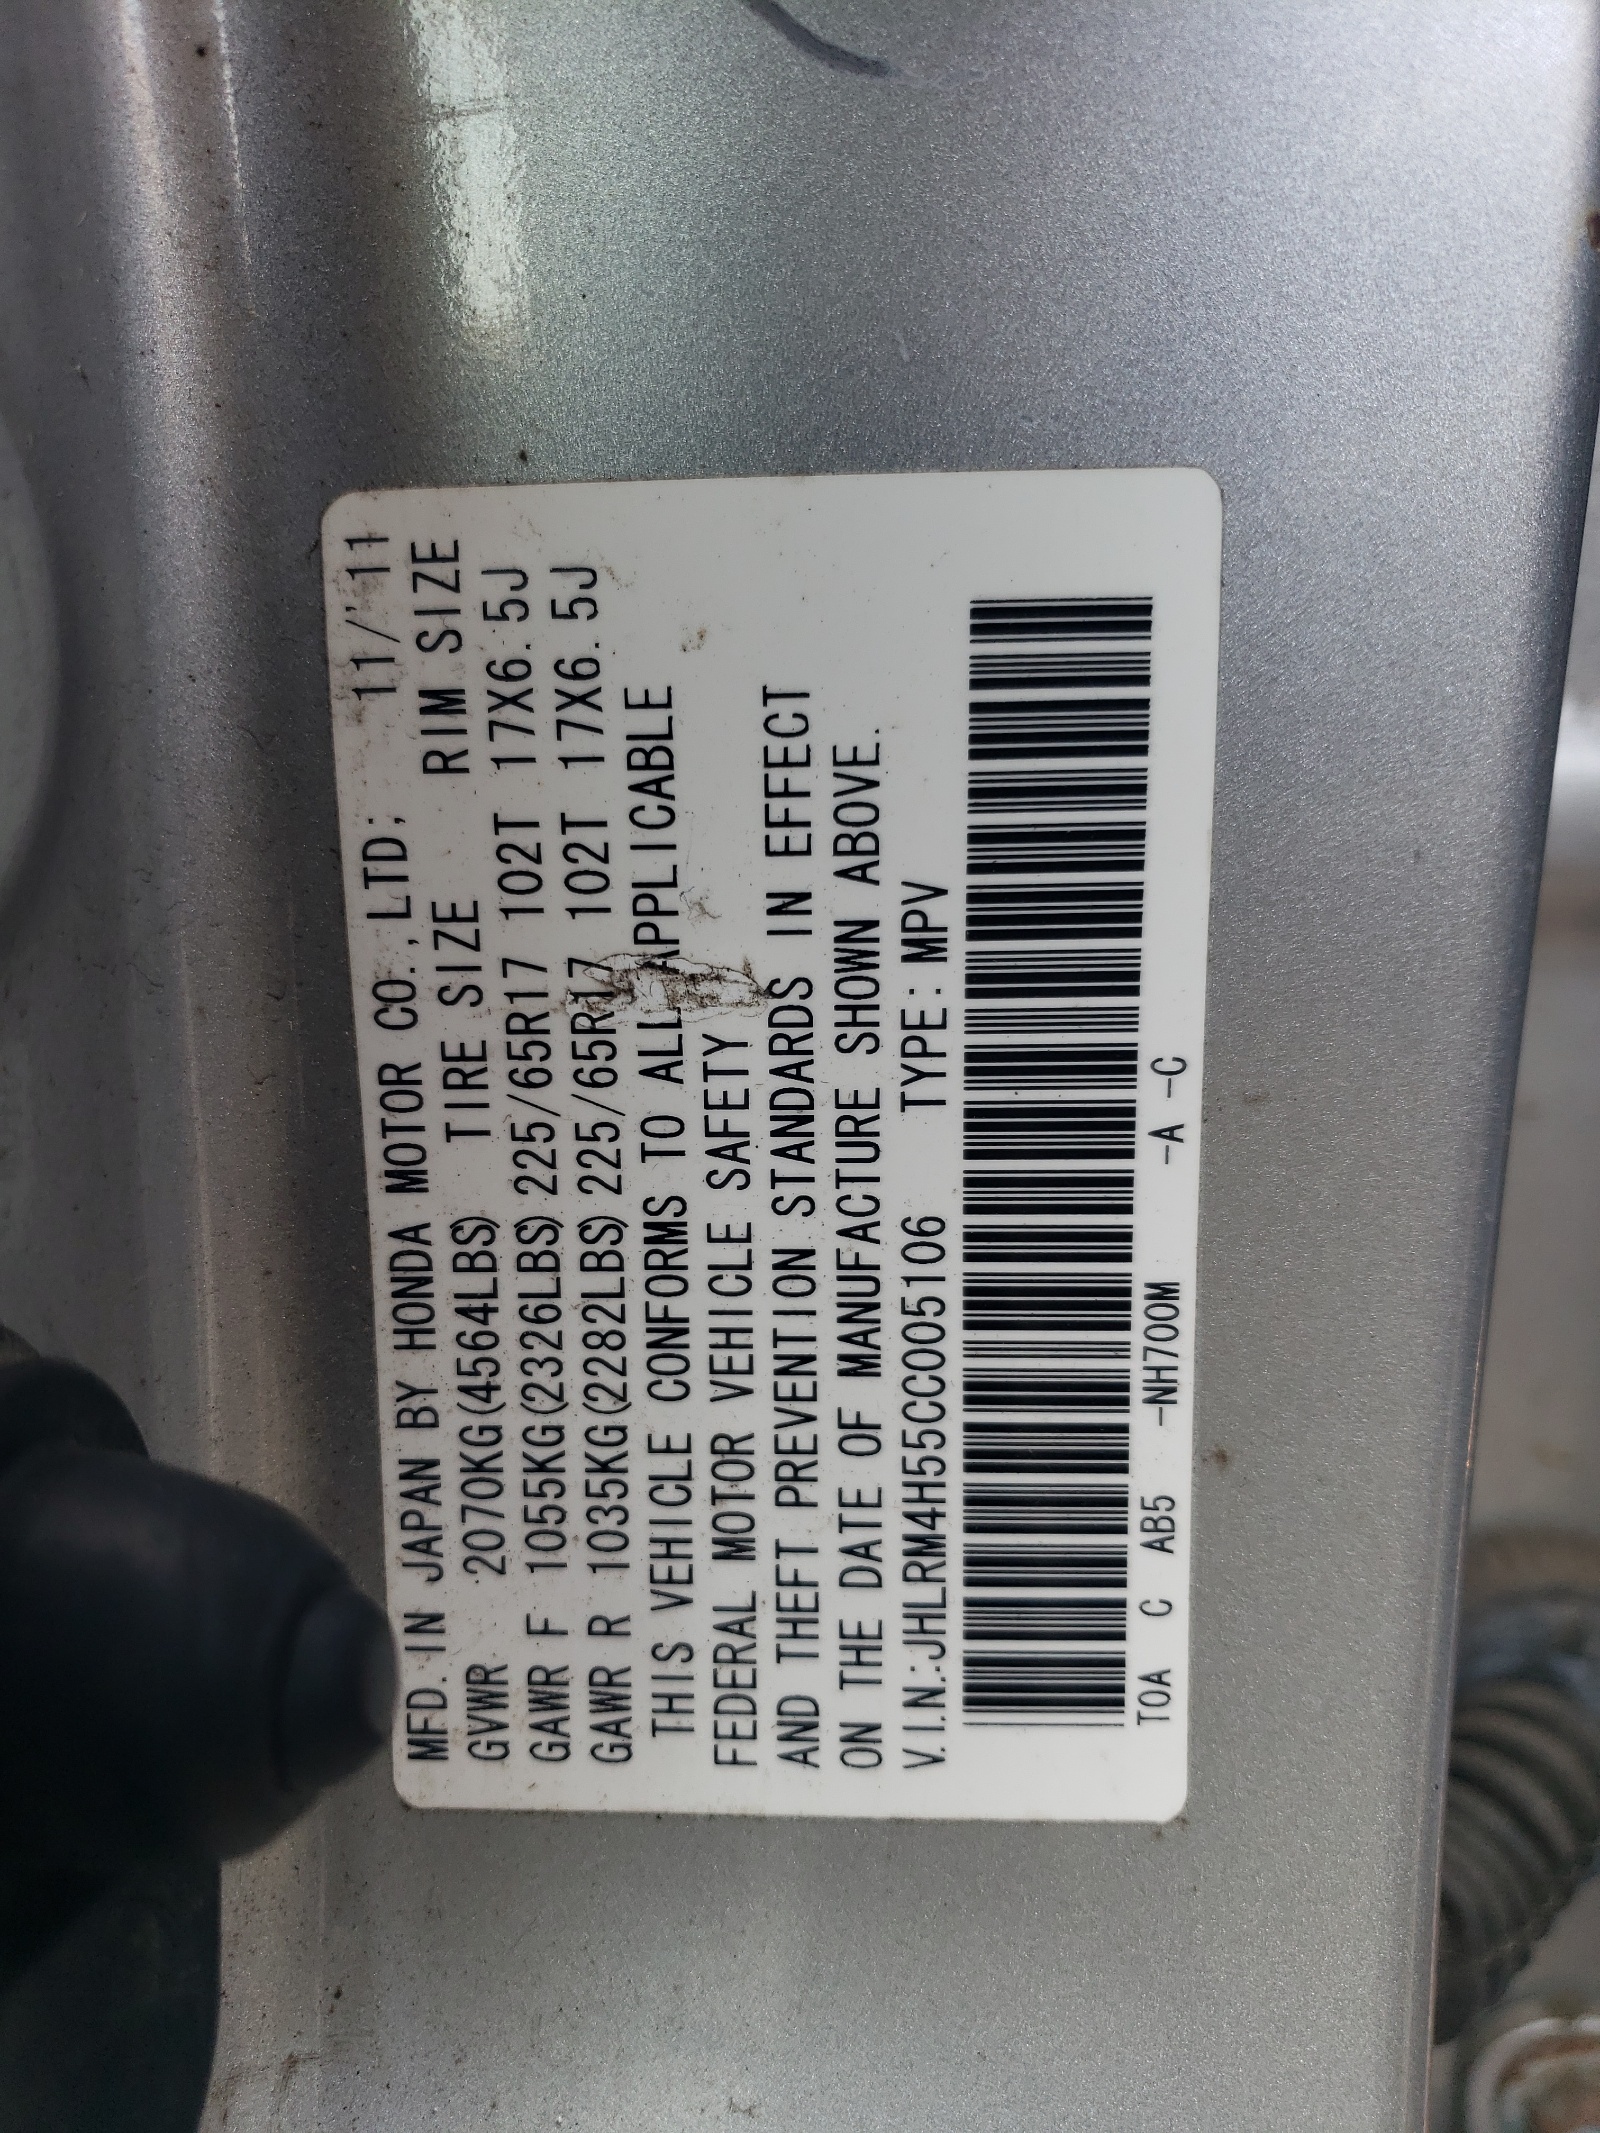 MFD. IN JAPAN BY HONDA MOTOR CO.,LTD; 11/'11
GVWR 2070KG(4564LBS) TIRE SIZE RIM SIZE
GAWR F 1055KG(2326LBS) 225/65R17 102T 17X6.5J
GAWR R 1035KG(2282LBS) 225/65R17 102T 17X6.5J
THIS VEHICLE CONFORMS TO ALL APPLICABLE
FEDERAL MOTOR VEHICLE SAFETY
AND THEFT PREVENTION STANDARDS IN EFFECT
ON THE DATE OF MANUFACTURE SHOWN ABOVE.
V.I.N.:JHLRM4H55CC005106 TYPE: MPV
T0A C AB5 -NH700M -A -C